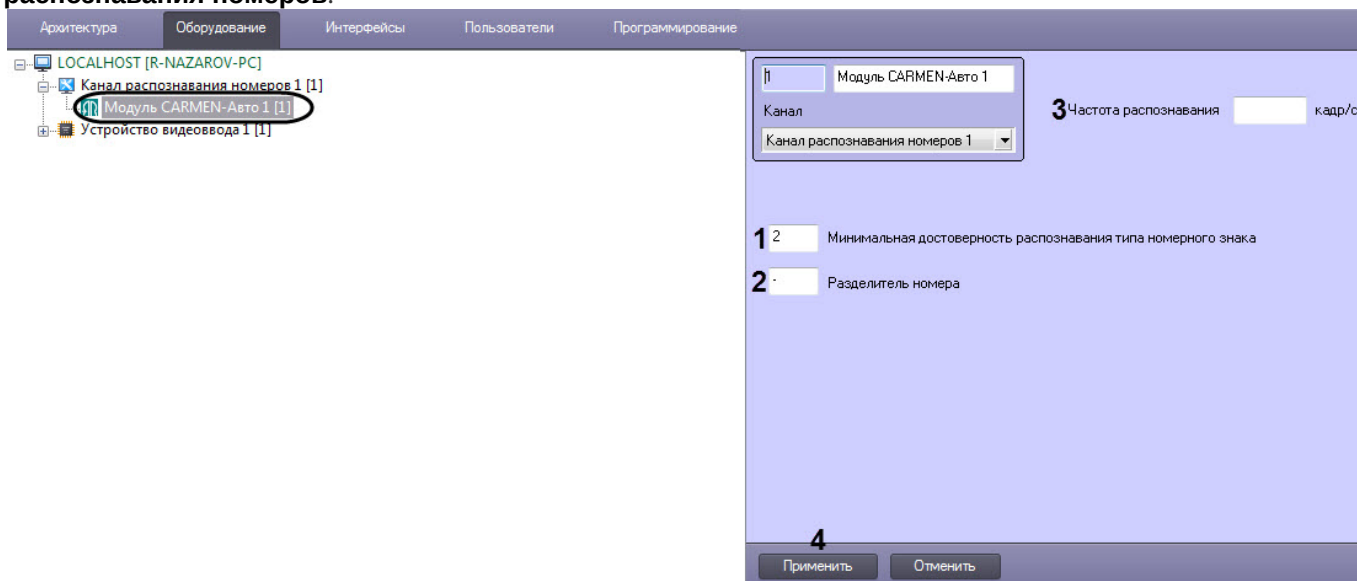 распознавания номеров.
Архитектура Оборудование Интерфейсы Пользователи Программирование
LOCALHOST [R-NAZAROV-PC]
Канал распознавания номеров 1 [1]
Модуль CARMEN-Авто 1 [1]
Устройство видеоввода 1 [1]
1 Модуль CARMEN-Авто 1
Канал
3 Частота распознавания кадр/с
Канал распознавания номеров 1
1 2 Минимальная достоверность распознавания типа номерного знака
2 - Разделитель номера
4
Применить Отменить